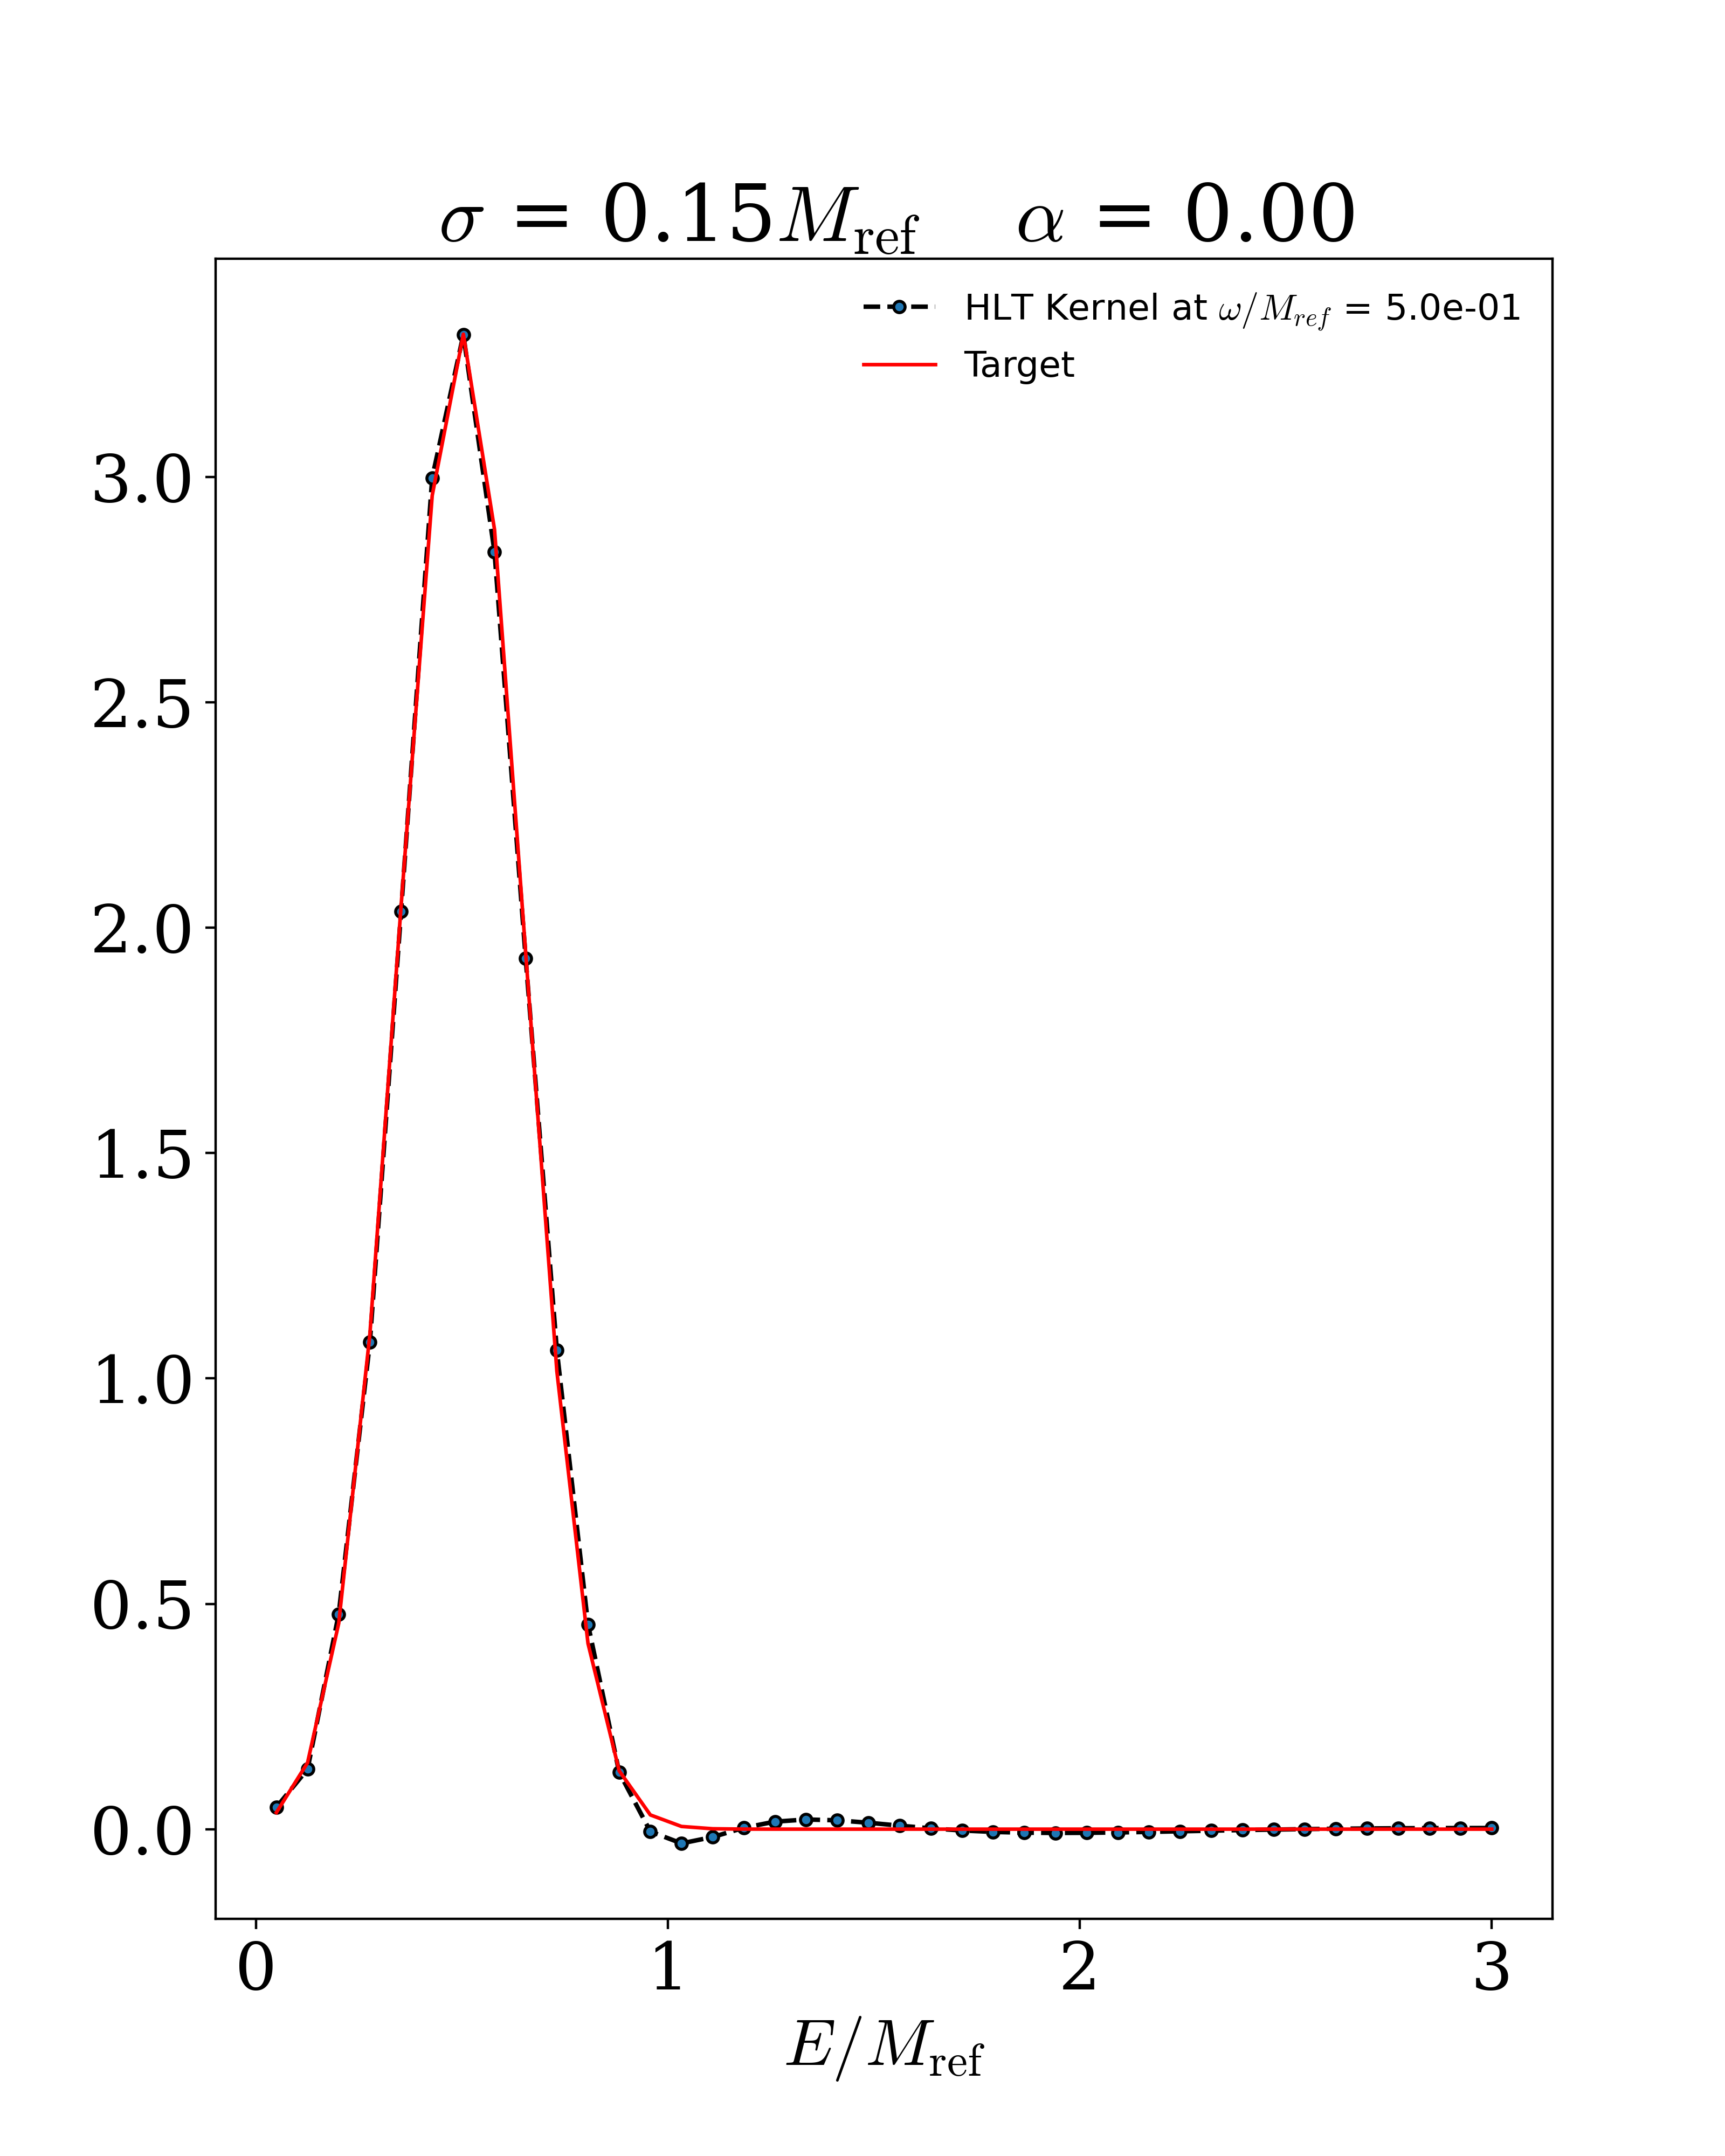 σ = 0.15M_ref α = 0.00
HLT Kernel at ω/M_ref = 5.0e-01
Target
3.0
2.5
2.0
1.5
1.0
0.5
0.0
0 1 2 3
E/M_ref